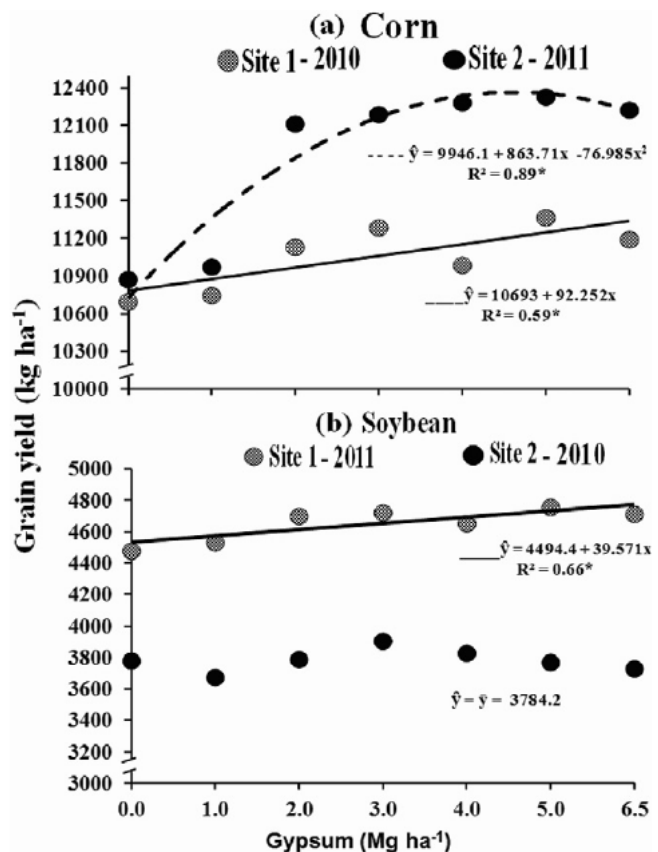 (a) Corn
Site 1 - 2010 Site 2 - 2011
12400
12100
11800
11500
11200
10900
10600
10300
10000
ŷ = 9946.1 + 863.71x -76.985x²
R² = 0.89*
ŷ = 10693 + 92.252x
R² = 0.59*
Grain yield (kg ha⁻¹)
(b) Soybean
Site 1 - 2011 Site 2 - 2010
5000
4800
4600
4400
4200
4000
3800
3600
3400
3200
3000
ŷ = 4494.4 + 39.571x
R² = 0.66*
ŷ = ȳ = 3784.2
0.0 1.0 2.0 3.0 4.0 5.0 6.5
Gypsum (Mg ha⁻¹)